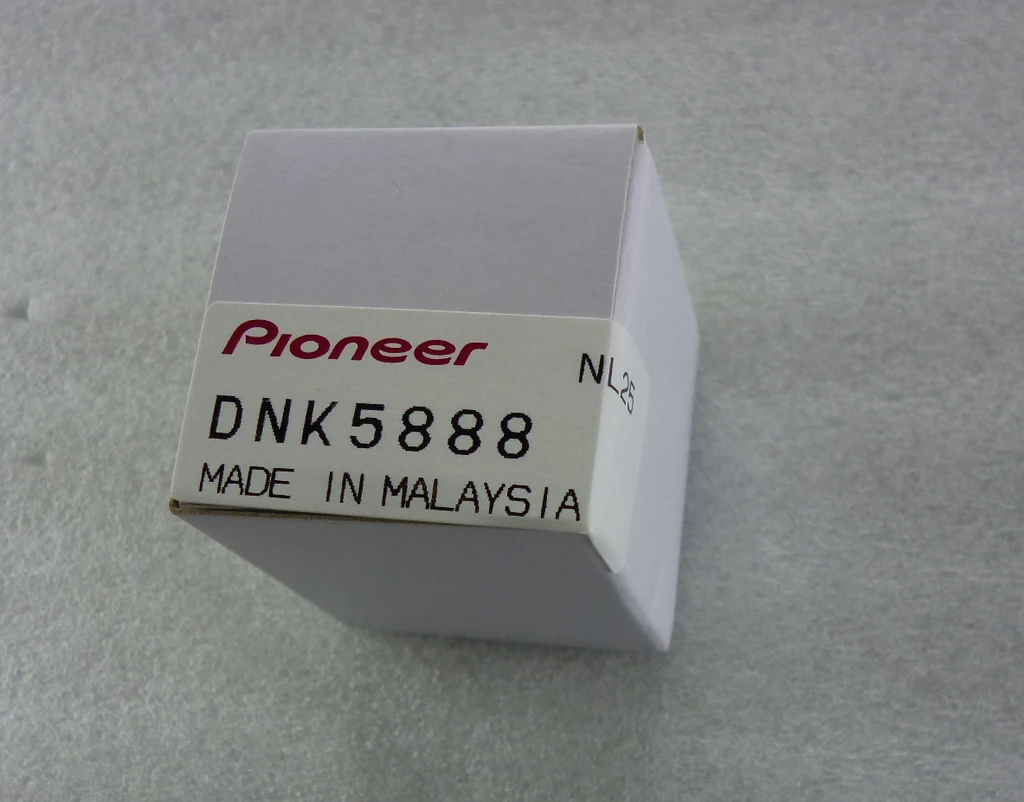 Pioneer
NL25
DNK5888
MADE IN MALAYSIA